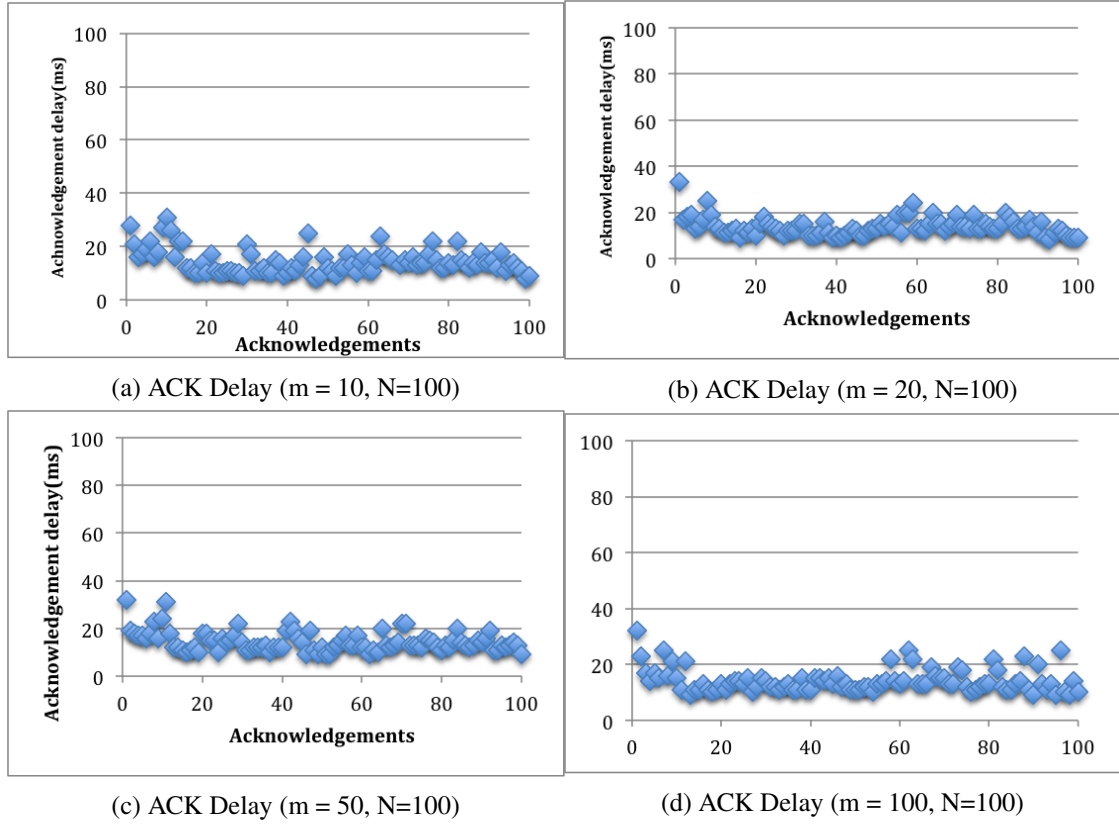 Achnowledgement delay(ms)
100
80
60
40
20
0
0 20 40 60 80 100
Acknowledgements
(a) ACK Delay (m = 10, N=100)
Acknowledgement delay(ms)
100
80
60
40
20
0
0 20 40 60 80 100
Acknowledgements
(b) ACK Delay (m = 20, N=100)
Acknowledgement delay(ms)
100
80
60
40
20
0
0 20 40 60 80 100
Acknowledgements
(c) ACK Delay (m = 50, N=100)
100
80
60
40
20
0
0 20 40 60 80 100
(d) ACK Delay (m = 100, N=100)